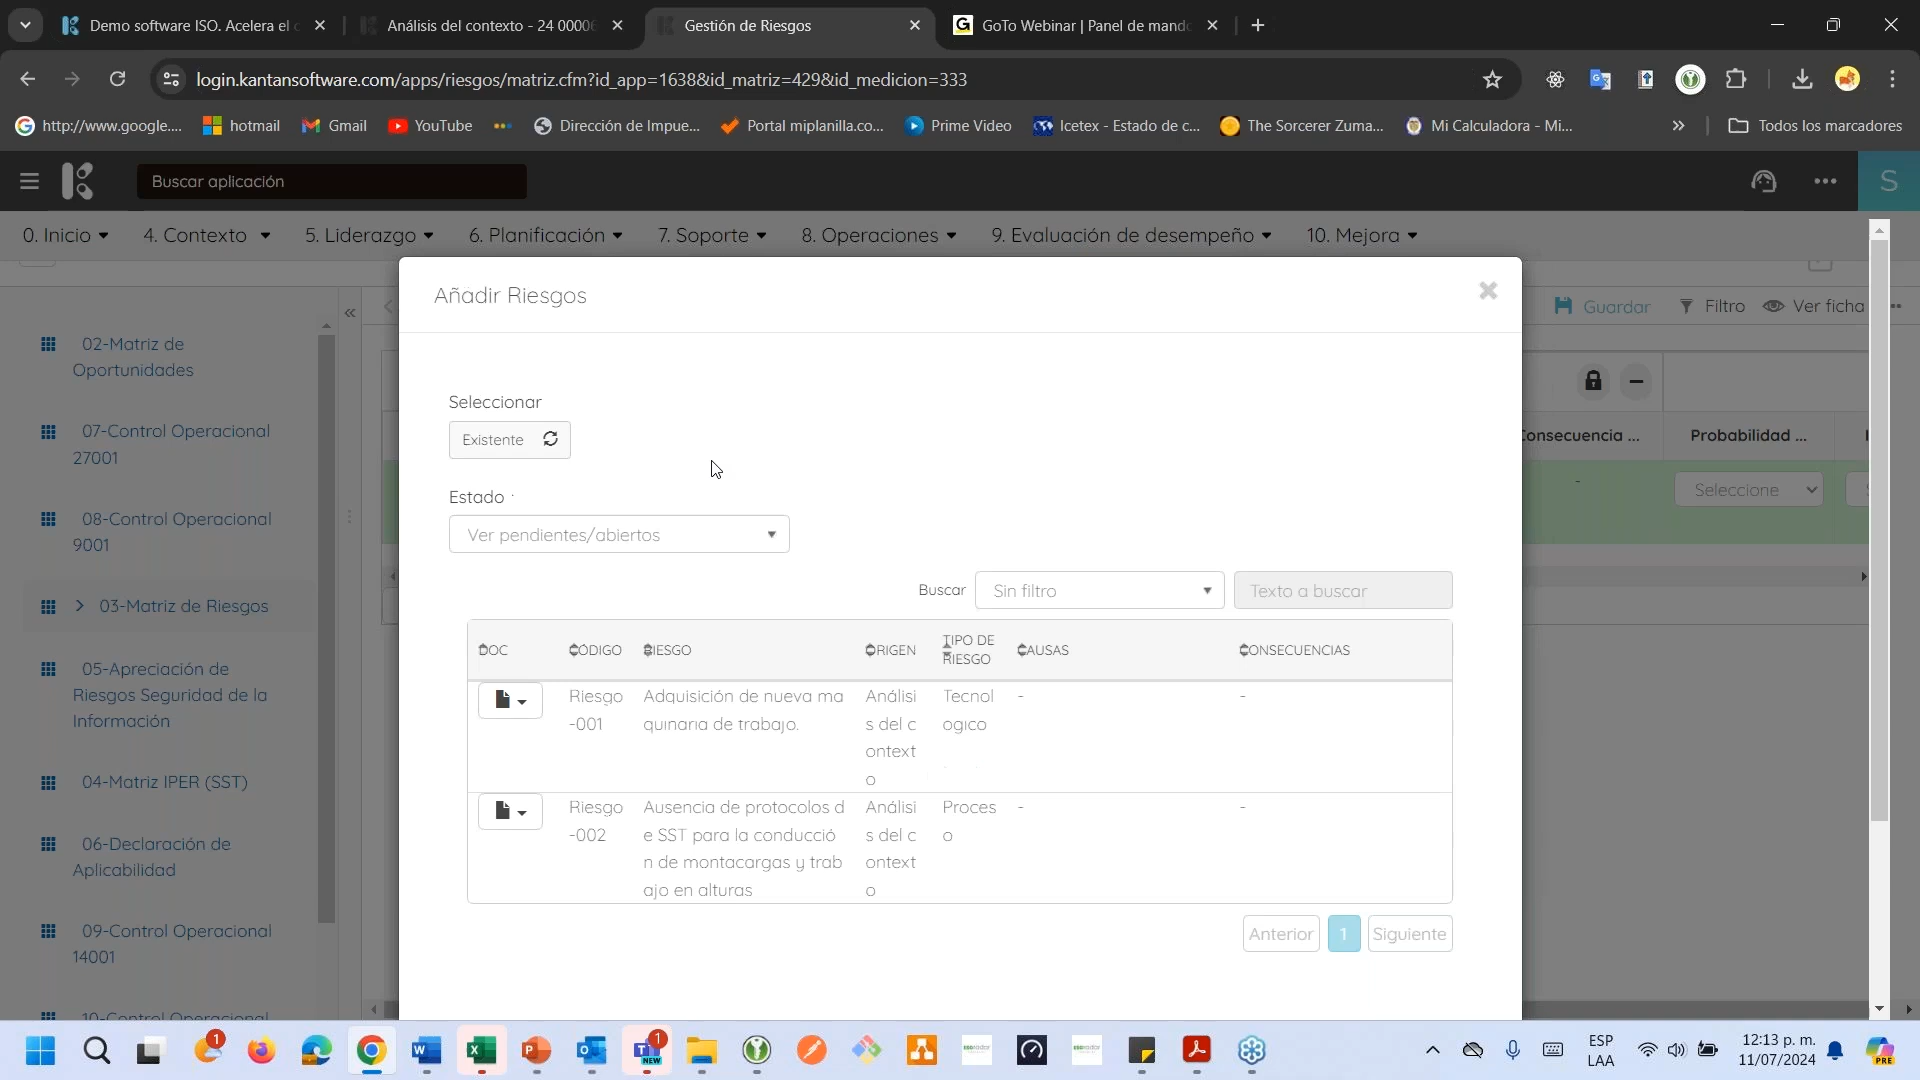 Demo software ISO. Acelera el c
Análisis del contexto - 24 00006
Gestión de Riesgos
GoTo Webinar | Panel de mando
login.kantansoftware.com/apps/riesgos/matriz.cfm?id_app=1638&id_matriz=429&id_medicion=333
http://www.google....
hotmail
Gmail
YouTube
Dirección de Impue...
Portal miplanilla.co...
Prime Video
Icetex - Estado de c...
The Sorcerer Zuma...
Mi Calculadora - Mi...
»
Todos los marcadores
Buscar aplicación
S
0. Inicio
4. Contexto
5. Liderazgo
6. Planificación
7. Soporte
8. Operaciones
9. Evaluación de desempeño
10. Mejora
«
02-Matriz de
Oportunidades
07-Control Operacional
27001
08-Control Operacional
9001
03-Matriz de Riesgos
05-Apreciación de
Riesgos Seguridad de la
Información
04-Matriz IPER (SST)
06-Declaración de
Aplicabilidad
09-Control Operacional
14001
10-Control Operacional
Guardar
Filtro
Ver ficha
Consecuencia ...
Probabilidad ...
-
Seleccione
Añadir Riesgos
Seleccionar
Existente
Estado
Ver pendientes/abiertos
Buscar
Sin filtro
Texto a buscar
DOC
CÓDIGO
RIESGO
ORIGEN
TIPO DE
RIESGO
CAUSAS
CONSECUENCIAS
Riesgo
-001
Adquisición de nueva ma
quinaria de trabajo.
Análisi
s del c
ontext
o
Tecnol
ogico
-
-
Riesgo
-002
Ausencia de protocolos d
e SST para la conducció
n de montacargas y trab
ajo en alturas
Análisi
s del c
ontext
o
Proces
o
-
-
Anterior
1
Siguiente
1
1
NEW
ESP
LAA
12:13 p. m.
11/07/2024
PRE